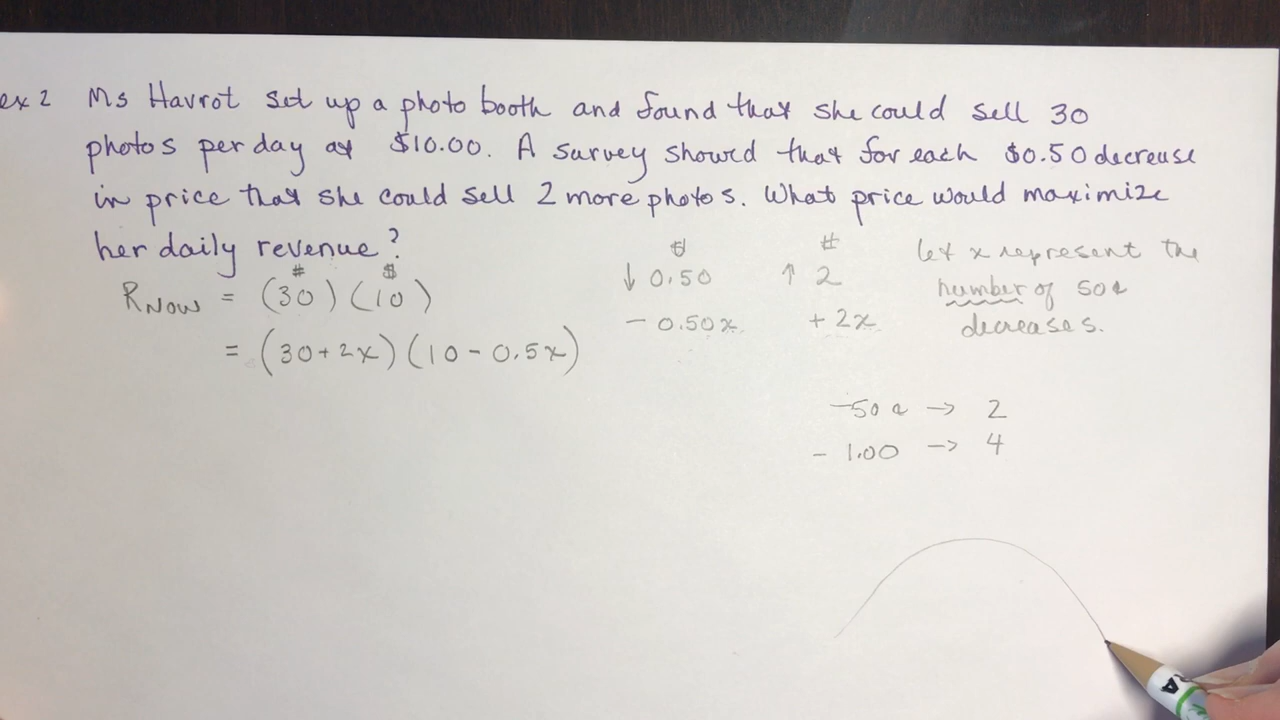 ex 2 Ms Havrot set up a photo booth and found that she could sell 30
photos per day at $10.00. A survey showed that for each $0.50 decrease
in price that she could sell 2 more photos. What price would maximize
her daily revenue?
# $
R_NOW = (30)(10)
= (30+2x)(10-0.5x)
$ #
↓ 0.50 ↑ 2
- 0.50x + 2x
let x represent the
number of 50¢
decreases.
-50¢ -> 2
- 1.00 -> 4